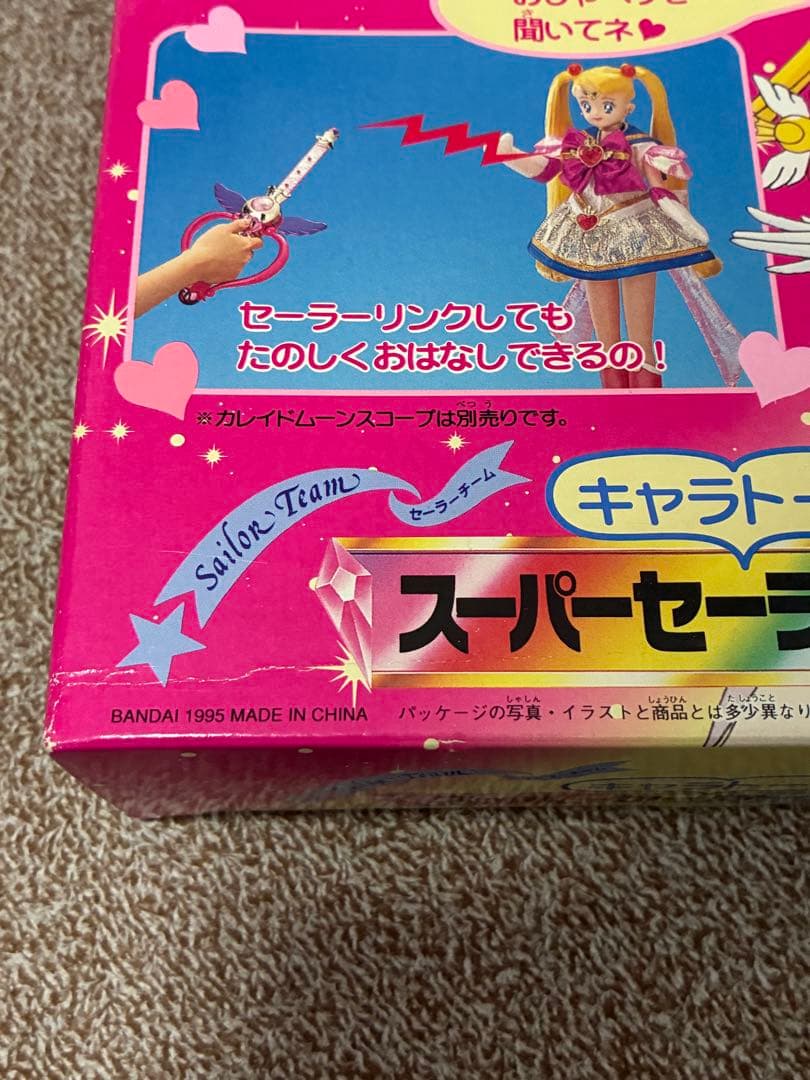 聞いてネ♥
セーラーリンクしても
たのしくおはなしできるの！
※カレイドムーンスコープは別売りです。
Sailor Team
セーラーチーム
キャラトー
スーパーセーラ
BANDAI 1995 MADE IN CHINA
パッケージの写真・イラストと商品とは多少異なり